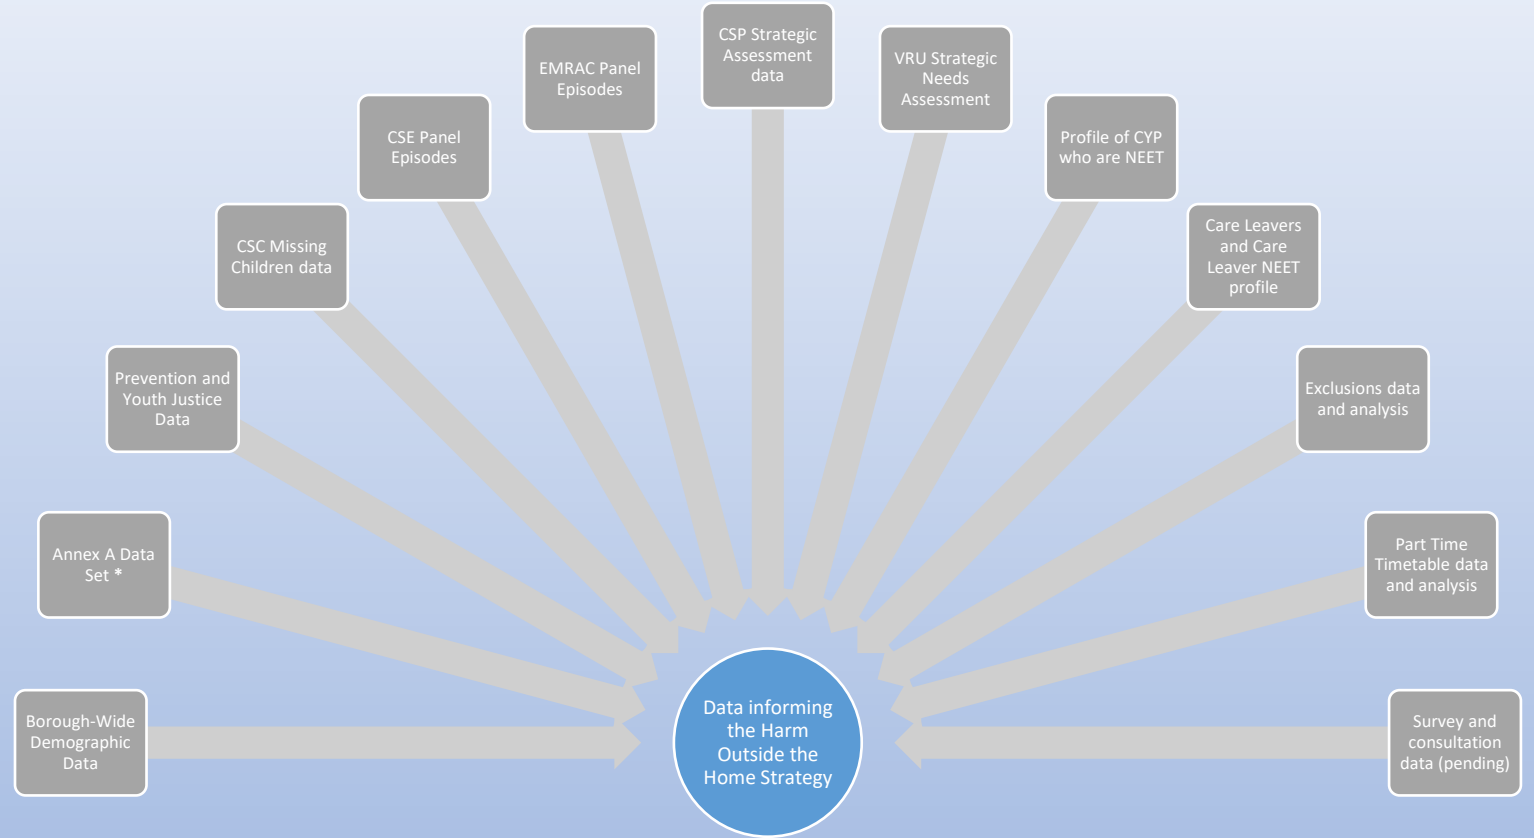 CSP Strategic
Assessment
data
EMRAC Panel
Episodes
VRU Strategic
Needs
Assessment
CSE Panel
Episodes
Profile of CYP
who are NEET
CSC Missing
Children data
Care Leavers
and Care
Leaver NEET
profile
Prevention and
Youth Justice
Data
Exclusions data
and analysis
Annex A Data
Set *
Part Time
Timetable data
and analysis
Borough-Wide
Demographic
Data
Data informing
the Harm
Outside the
Home Strategy
Survey and
consultation
data (pending)